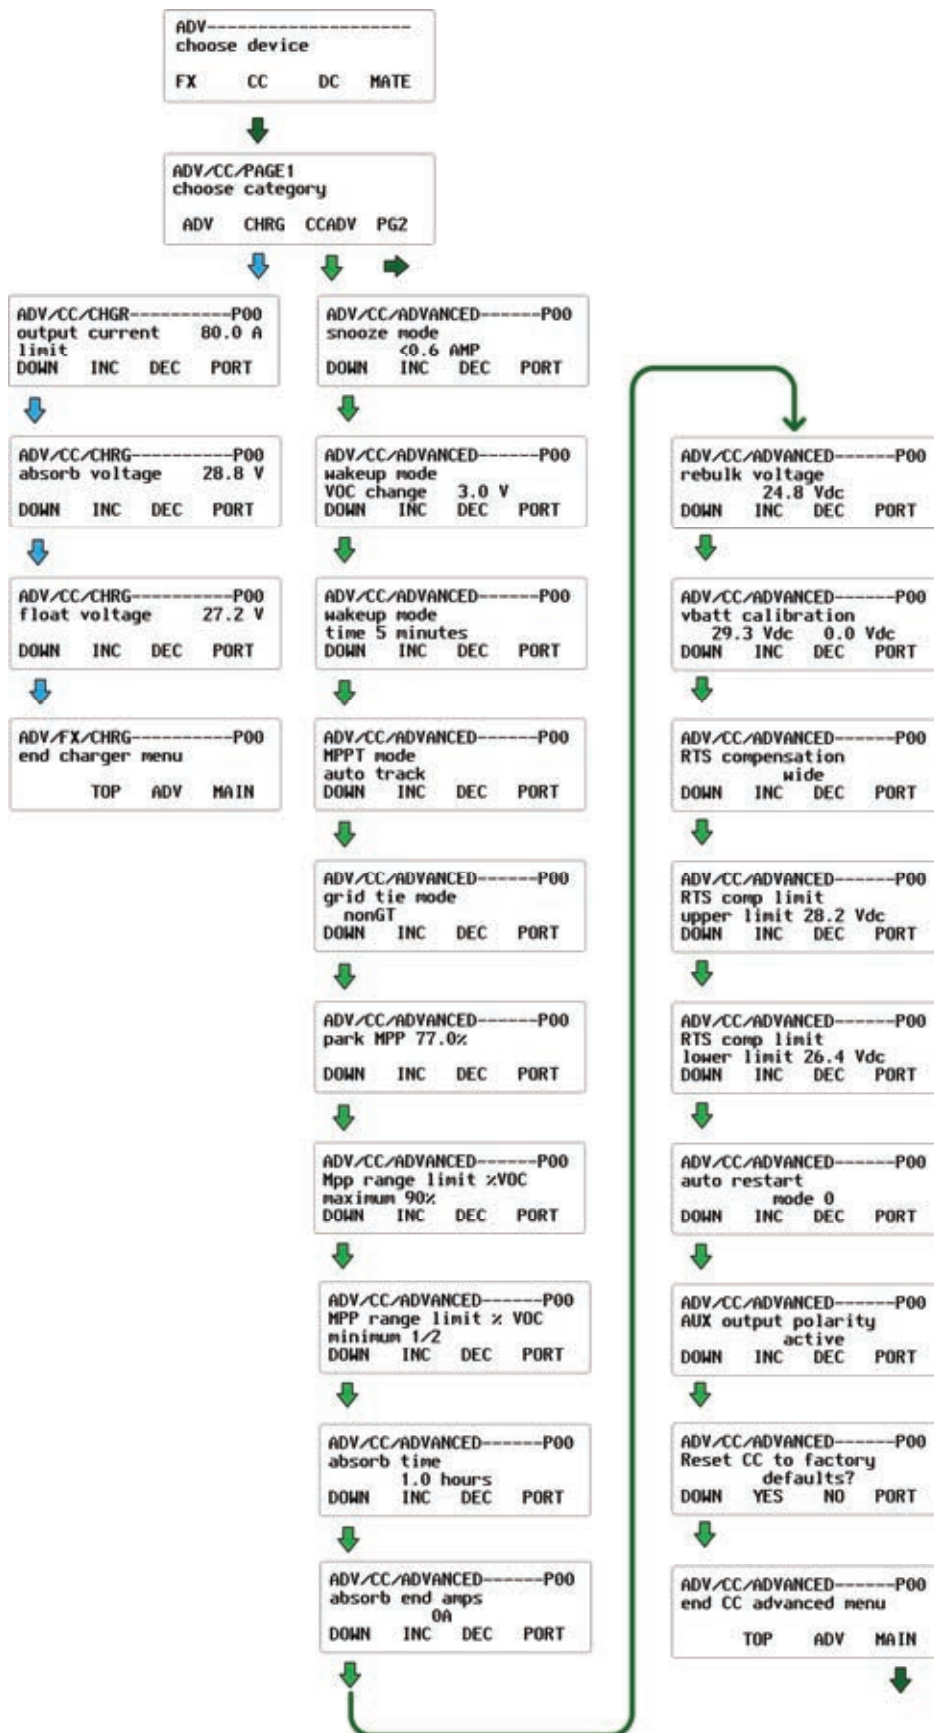 ADV---------------------
choose device
FX CC DC MATE
ADV/CC/PAGE1
choose category
ADV CHRG CCADV PG2
ADV/CC/CHGR----------P00
output current 80.0 A
limit
DOWN INC DEC PORT
ADV/CC/CHRG----------P00
absorb voltage 28.8 V
DOWN INC DEC PORT
ADV/CC/CHRG----------P00
float voltage 27.2 V
DOWN INC DEC PORT
ADV/FX/CHRG----------P00
end charger menu
TOP ADV MAIN
ADV/CC/ADVANCED------P00
snooze mode
<0.6 AMP
DOWN INC DEC PORT
ADV/CC/ADVANCED------P00
wakeup mode
VOC change 3.0 V
DOWN INC DEC PORT
ADV/CC/ADVANCED------P00
wakeup mode
time 5 minutes
DOWN INC DEC PORT
ADV/CC/ADVANCED------P00
MPPT mode
auto track
DOWN INC DEC PORT
ADV/CC/ADVANCED------P00
grid tie mode
nonGT
DOWN INC DEC PORT
ADV/CC/ADVANCED------P00
park MPP 77.0%
DOWN INC DEC PORT
ADV/CC/ADVANCED------P00
Mpp range limit %VOC
maximum 90%
DOWN INC DEC PORT
ADV/CC/ADVANCED------P00
MPP range limit % VOC
minimum 1/2
DOWN INC DEC PORT
ADV/CC/ADVANCED------P00
absorb time
1.0 hours
DOWN INC DEC PORT
ADV/CC/ADVANCED------P00
absorb end amps
0A
DOWN INC DEC PORT
ADV/CC/ADVANCED------P00
rebulk voltage
24.8 Vdc
DOWN INC DEC PORT
ADV/CC/ADVANCED------P00
vbatt calibration
29.3 Vdc 0.0 Vdc
DOWN INC DEC PORT
ADV/CC/ADVANCED------P00
RTS compensation
wide
DOWN INC DEC PORT
ADV/CC/ADVANCED------P00
RTS comp limit
upper limit 28.2 Vdc
DOWN INC DEC PORT
ADV/CC/ADVANCED------P00
RTS comp limit
lower limit 26.4 Vdc
DOWN INC DEC PORT
ADV/CC/ADVANCED------P00
auto restart
mode 0
DOWN INC DEC PORT
ADV/CC/ADVANCED------P00
AUX output polarity
active
DOWN INC DEC PORT
ADV/CC/ADVANCED------P00
Reset CC to factory
defaults?
DOWN YES NO PORT
ADV/CC/ADVANCED------P00
end CC advanced menu
TOP ADV MAIN